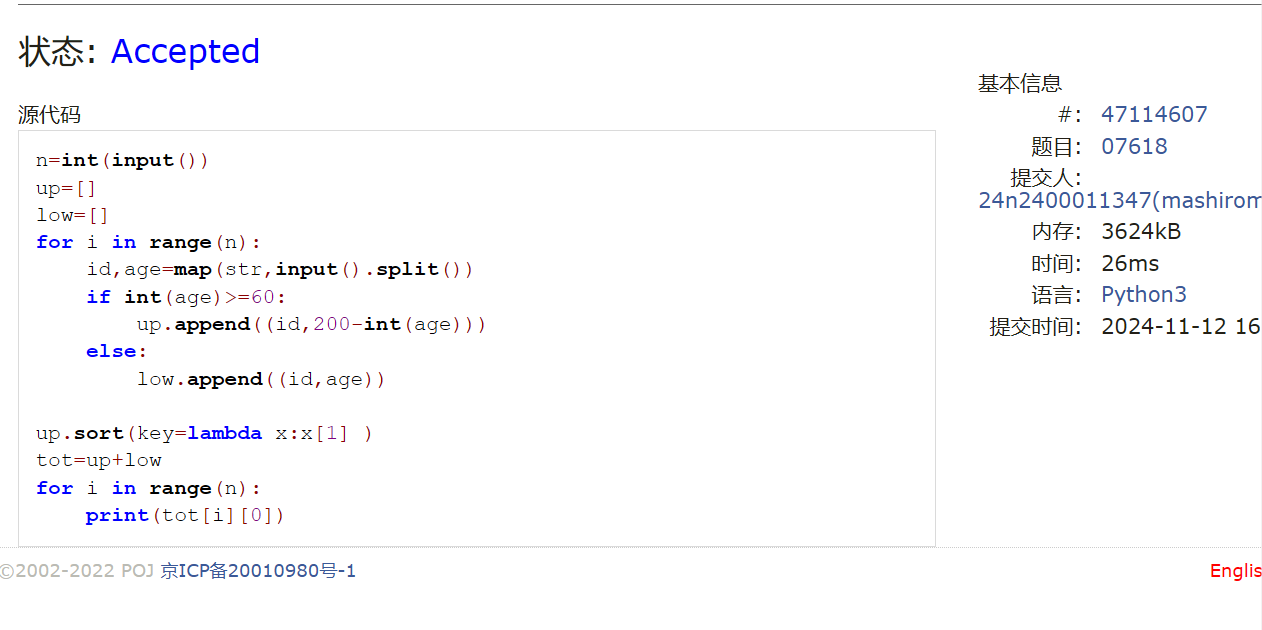 状态: Accepted
源代码
n=int(input())
up=[]
low=[]
for i in range(n):
    id,age=map(str,input().split())
    if int(age)>=60:
        up.append((id,200-int(age)))
    else:
        low.append((id,age))

up.sort(key=lambda x:x[1] )
tot=up+low
for i in range(n):
    print(tot[i][0])
基本信息
#: 47114607
题目: 07618
提交人:
24n2400011347(mashirom
内存: 3624kB
时间: 26ms
语言: Python3
提交时间: 2024-11-12 16
©2002-2022 POJ 京ICP备20010980号-1
Englis